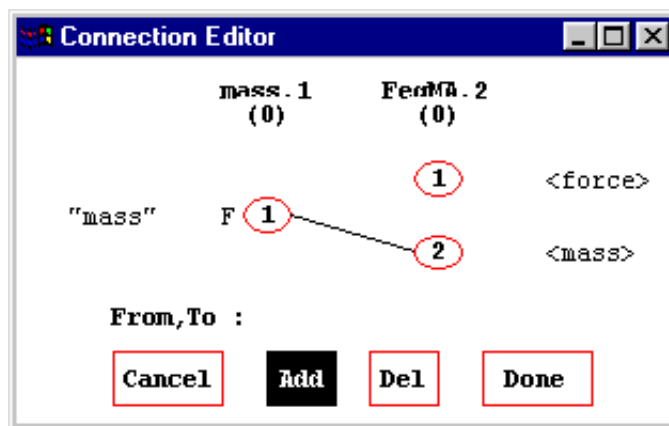 Connection Editor
mass.1 FeqMA.2
(0) (0)
1 <force>
"mass" F 1
2 <mass>
From,To :
Cancel Add Del Done